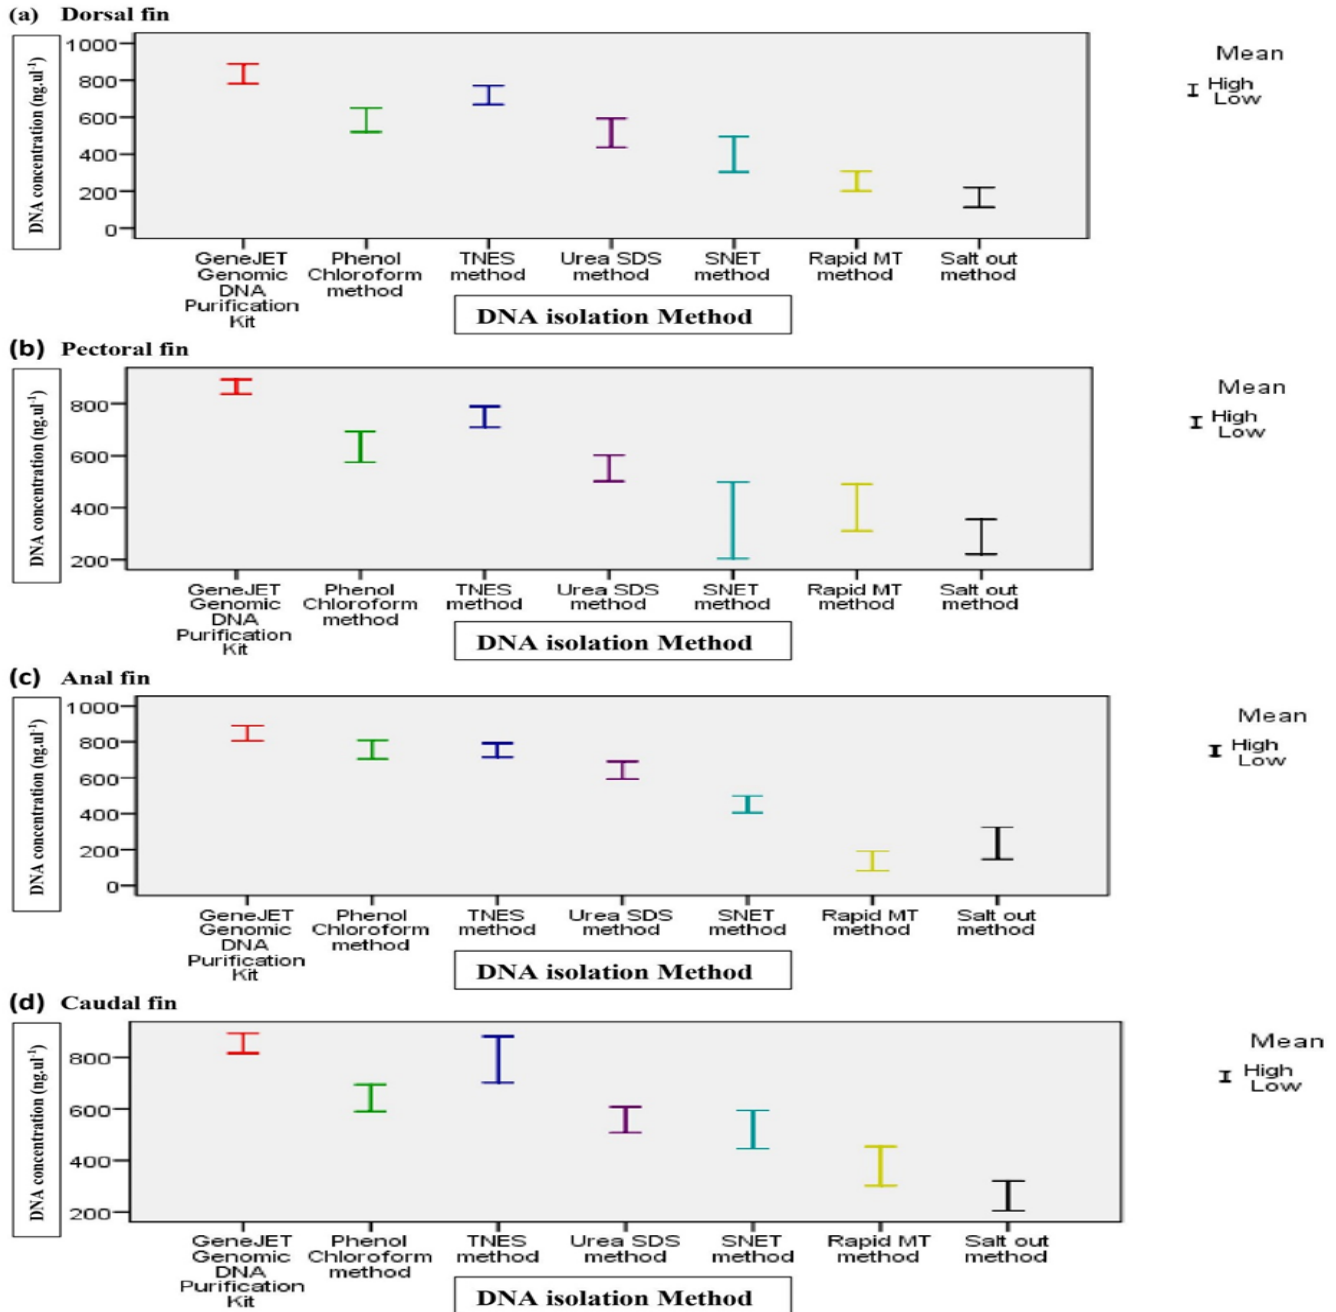 (a) Dorsal fin
DNA concentration (ng.ul-1)
1000
800
600
400
200
0
Mean
High
Low
GeneJET Genomic DNA Purification Kit
Phenol Chloroform method
TNES method
Urea SDS method
SNET method
Rapid MT method
Salt out method
DNA isolation Method
(b) Pectoral fin
DNA concentration (ng.ul-1)
800
600
400
200
Mean
High
Low
GeneJET Genomic DNA Purification Kit
Phenol Chloroform method
TNES method
Urea SDS method
SNET method
Rapid MT method
Salt out method
DNA isolation Method
(c) Anal fin
DNA concentration (ng.ul-1)
1000
800
600
400
200
0
Mean
High
Low
GeneJET Genomic DNA Purification Kit
Phenol Chloroform method
TNES method
Urea SDS method
SNET method
Rapid MT method
Salt out method
DNA isolation Method
(d) Caudal fin
DNA concentration (ng.ul-1)
800
600
400
200
Mean
High
Low
GeneJET Genomic DNA Purification Kit
Phenol Chloroform method
TNES method
Urea SDS method
SNET method
Rapid MT method
Salt out method
DNA isolation Method